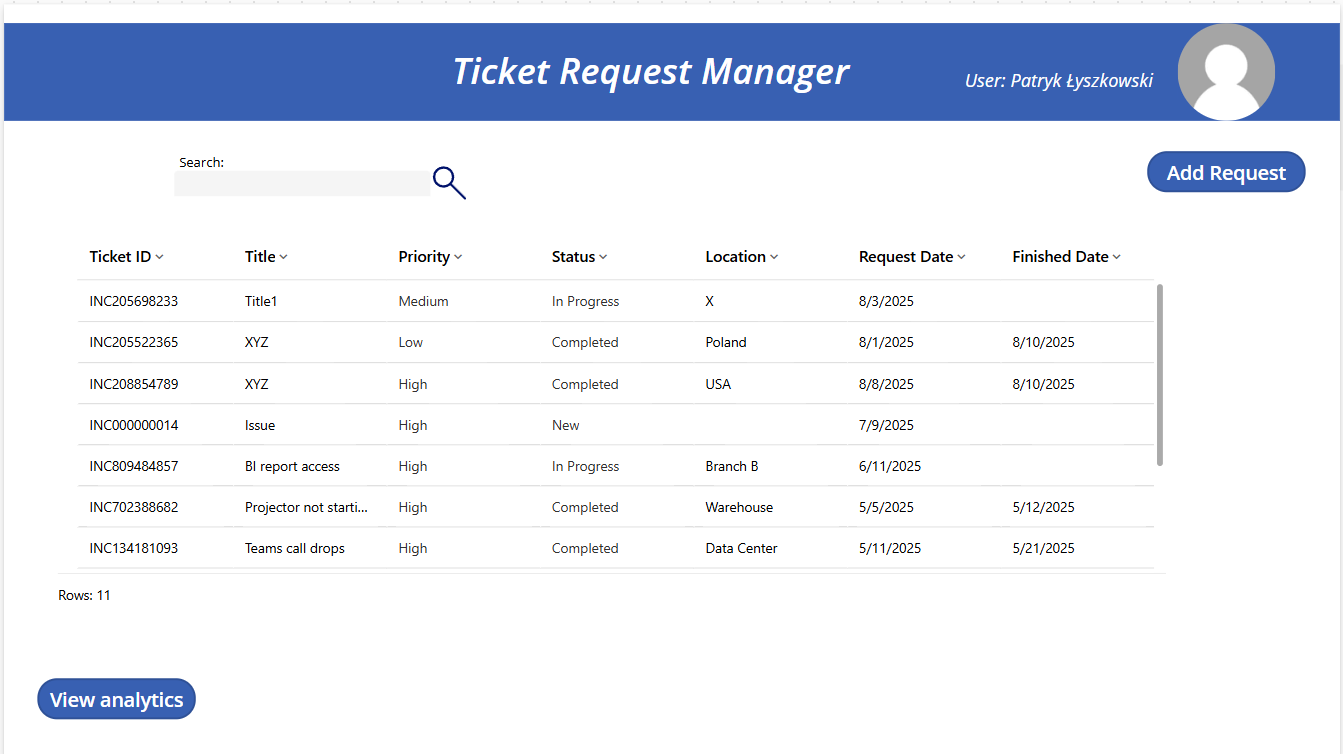 Ticket Request Manager
User: Patryk Łyszkowski
Search:
Add Request
Ticket ID Title Priority Status Location Request Date Finished Date
INC205698233 Title1 Medium In Progress X 8/3/2025
INC205522365 XYZ Low Completed Poland 8/1/2025 8/10/2025
INC208854789 XYZ High Completed USA 8/8/2025 8/10/2025
INC000000014 Issue High New 7/9/2025
INC809484857 BI report access High In Progress Branch B 6/11/2025
INC702388682 Projector not starti... High Completed Warehouse 5/5/2025 5/12/2025
INC134181093 Teams call drops High Completed Data Center 5/11/2025 5/21/2025
Rows: 11
View analytics